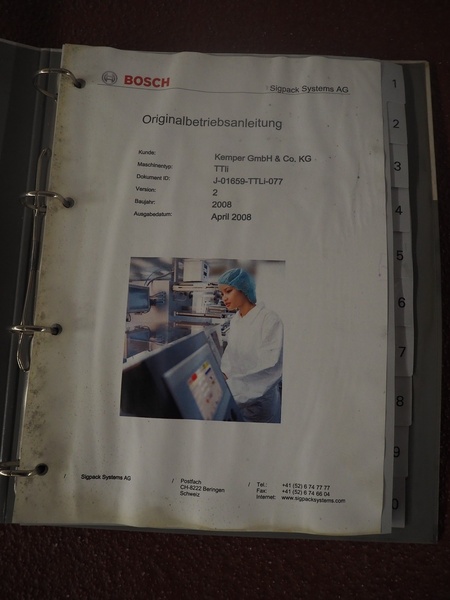 BOSCH
Sigpack Systems AG
Originalbetriebsanleitung
Kunde: Kemper GmbH & Co. KG
Maschinentyp: TTli
Dokument ID: J-01659-TTLi-077
Version: 2
Baujahr: 2008
Ausgabedatum: April 2008
/ Sigpack Systems AG / Postfach / Tel.: +41 (52) 6 74 77 77
CH-8222 Beringen Fax: +41 (52) 6 74 66 04
Schweiz Internet: www.sigpacksystems.com
1
2
3
4
5
6
7
8
9